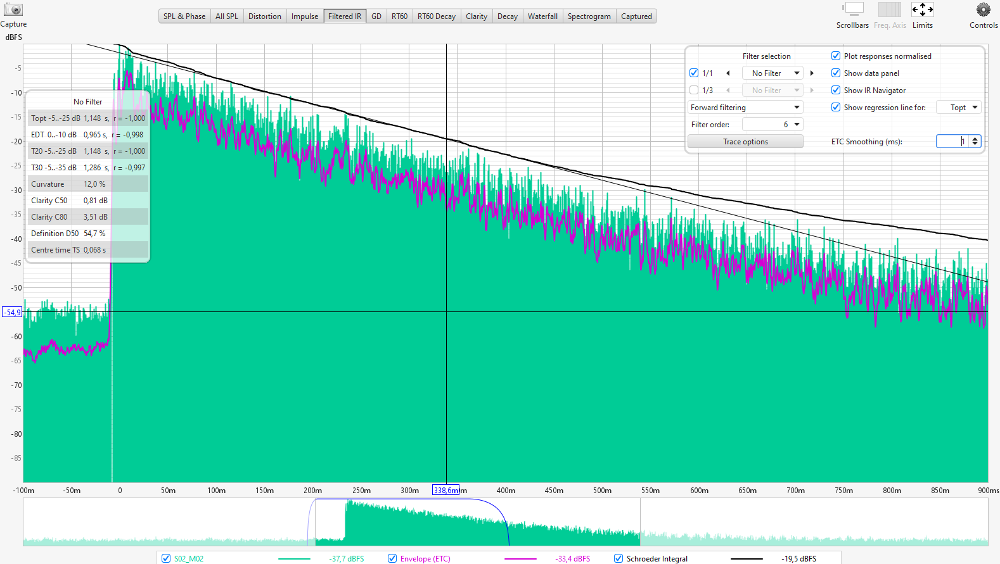 Capture
SPL & Phase All SPL Distortion Impulse Filtered IR GD RT60 RT60 Decay Clarity Decay Waterfall Spectrogram Captured
Scrollbars Freq. Axis Limits Controls
dBFS
-5
-10
-15
-20
-25
-30
-35
-40
-45
-50
-54,9
-60
-65
-70
-75
-80
-85
No Filter
Topt -5..-25 dB 1,148 s, r = -1,000
EDT 0..-10 dB 0,965 s, r = -0,998
T20 -5..-25 dB 1,148 s, r = -1,000
T30 -5..-35 dB 1,286 s, r = -0,997
Curvature 12,0 %
Clarity C50 0,81 dB
Clarity C80 3,51 dB
Definition D50 54,7 %
Centre time TS 0,068 s
Filter selection
1/1 No Filter
1/3 No Filter
Forward filtering
Filter order: 6
Trace options
Plot responses normalised
Show data panel
Show IR Navigator
Show regression line for: Topt
ETC Smoothing (ms): 1
-100m -50m 0 50m 100m 150m 200m 250m 300m 338,6m 400m 450m 500m 550m 600m 650m 700m 750m 800m 850m 900ms
S02_M02 -37,7 dBFS Envelope (ETC) -33,4 dBFS Schroeder Integral -19,5 dBFS